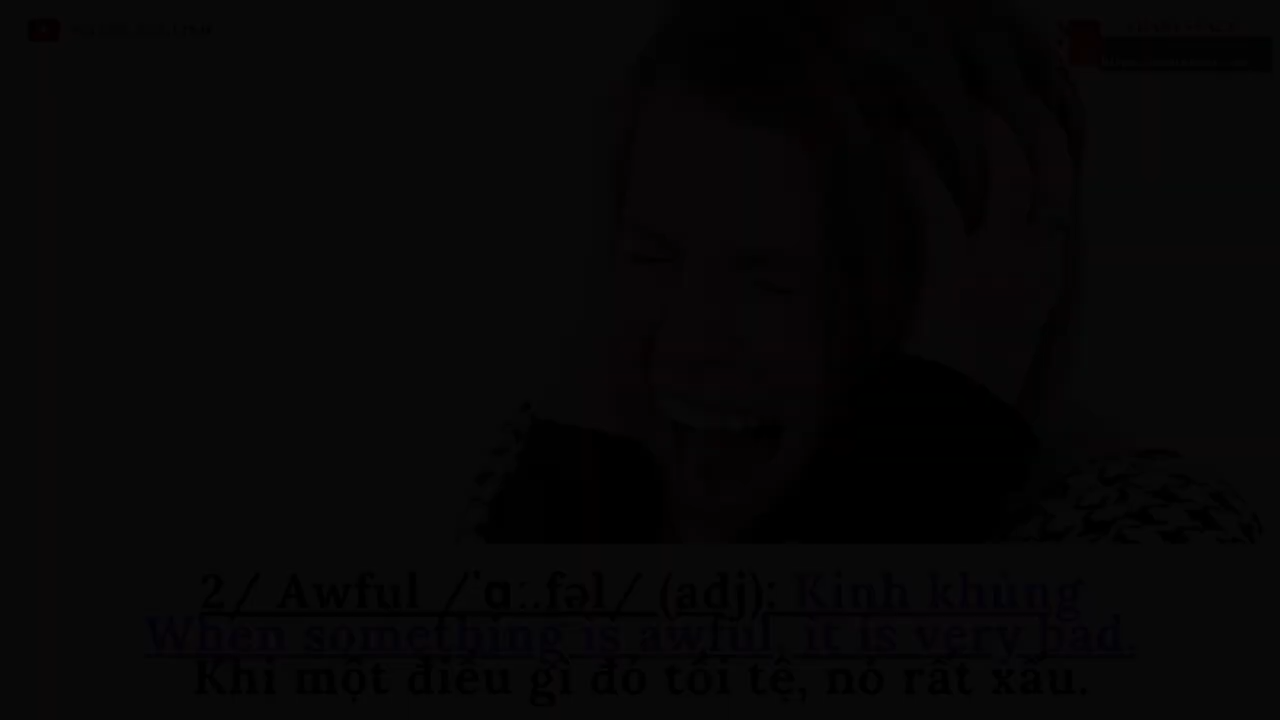 2/ Awful /ˈɑː.fəl/ (adj): Kinh khủng
When something is awful, it is very bad.
Khi một điều gì đó tồi tệ, nó rất xấu.